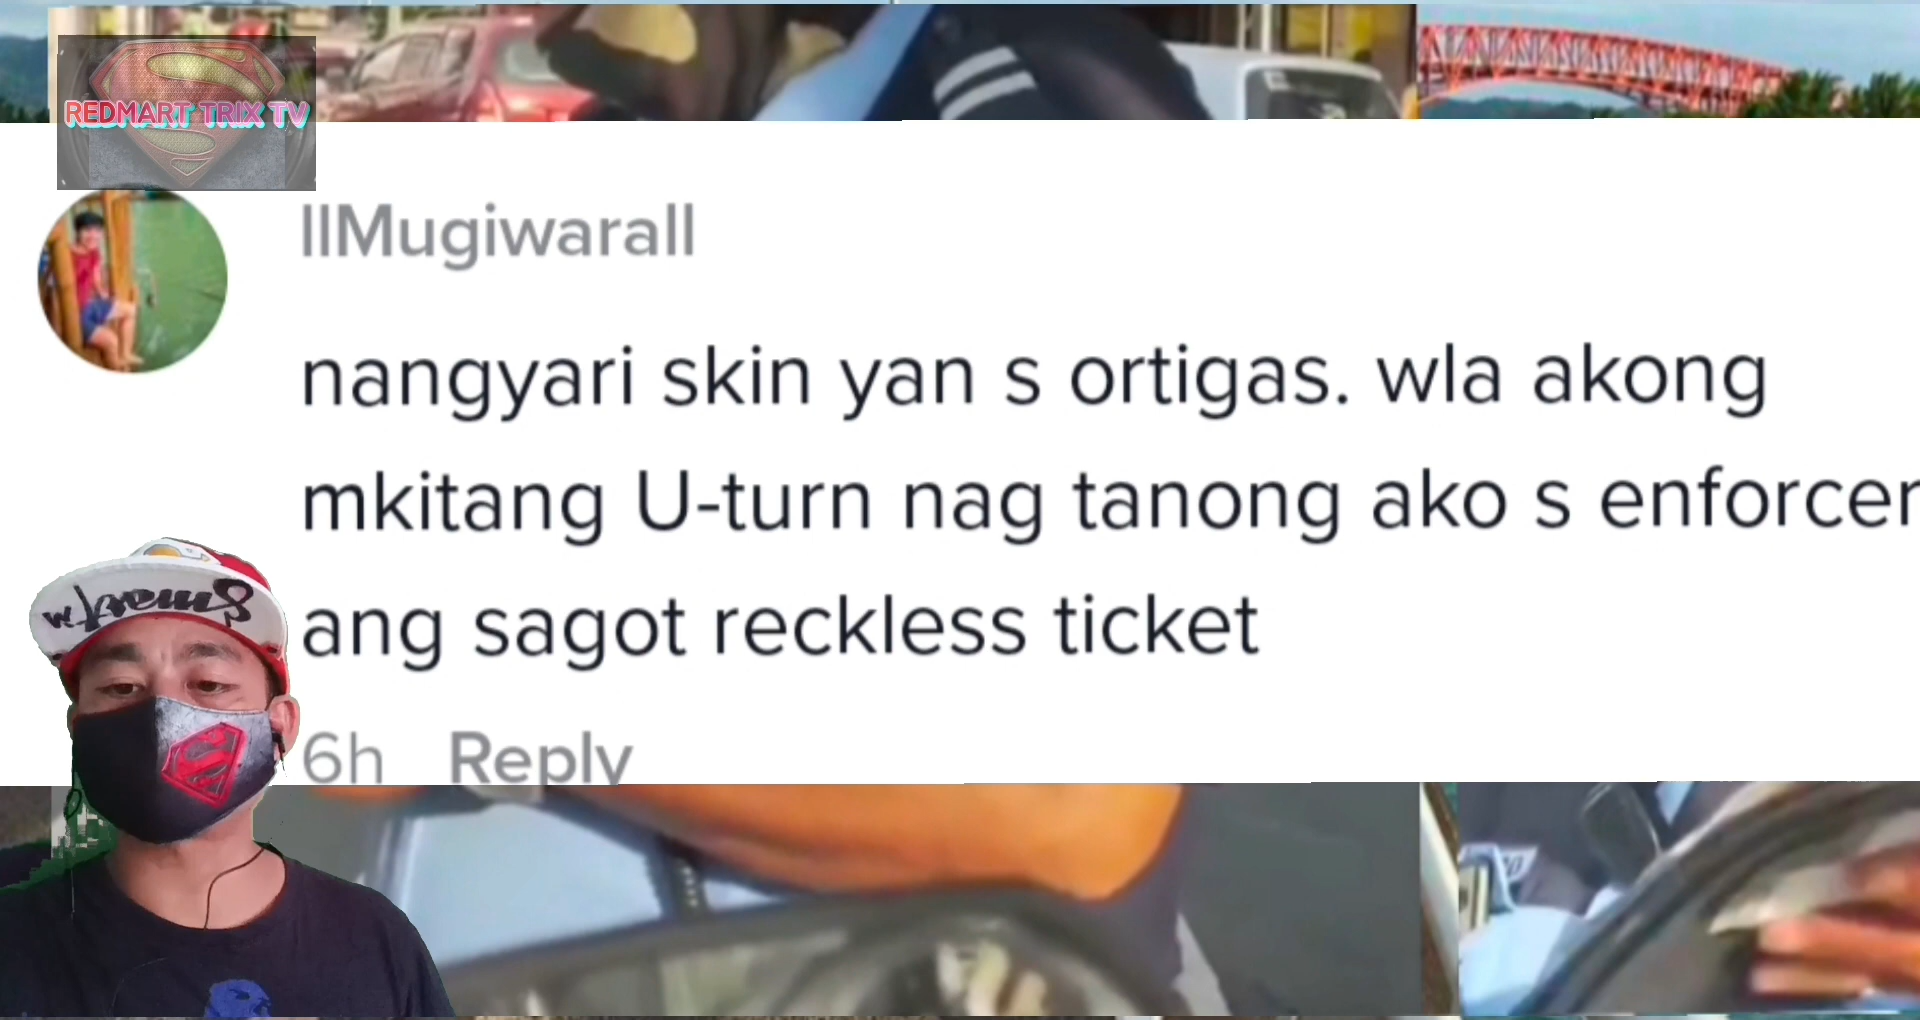 REDMART TRIX TV
llMugiwarall
nangyari skin yan s ortigas. wla akong
mkitang U-turn nag tanong ako s enforcer
ang sagot reckless ticket
6h Reply